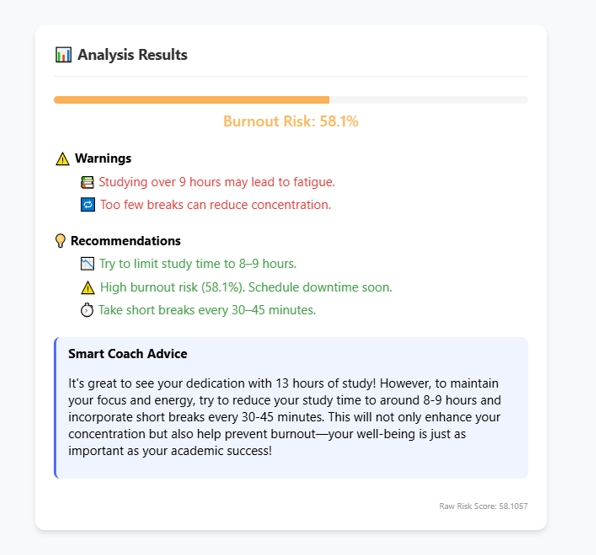 Analysis Results
Burnout Risk: 58.1%
Warnings
Studying over 9 hours may lead to fatigue.
Too few breaks can reduce concentration.
Recommendations
Try to limit study time to 8–9 hours.
High burnout risk (58.1%). Schedule downtime soon.
Take short breaks every 30–45 minutes.
Smart Coach Advice
It's great to see your dedication with 13 hours of study! However, to maintain
your focus and energy, try to reduce your study time to around 8-9 hours and
incorporate short breaks every 30-45 minutes. This will not only enhance your
concentration but also help prevent burnout—your well-being is just as
important as your academic success!
Raw Risk Score: 58.1057